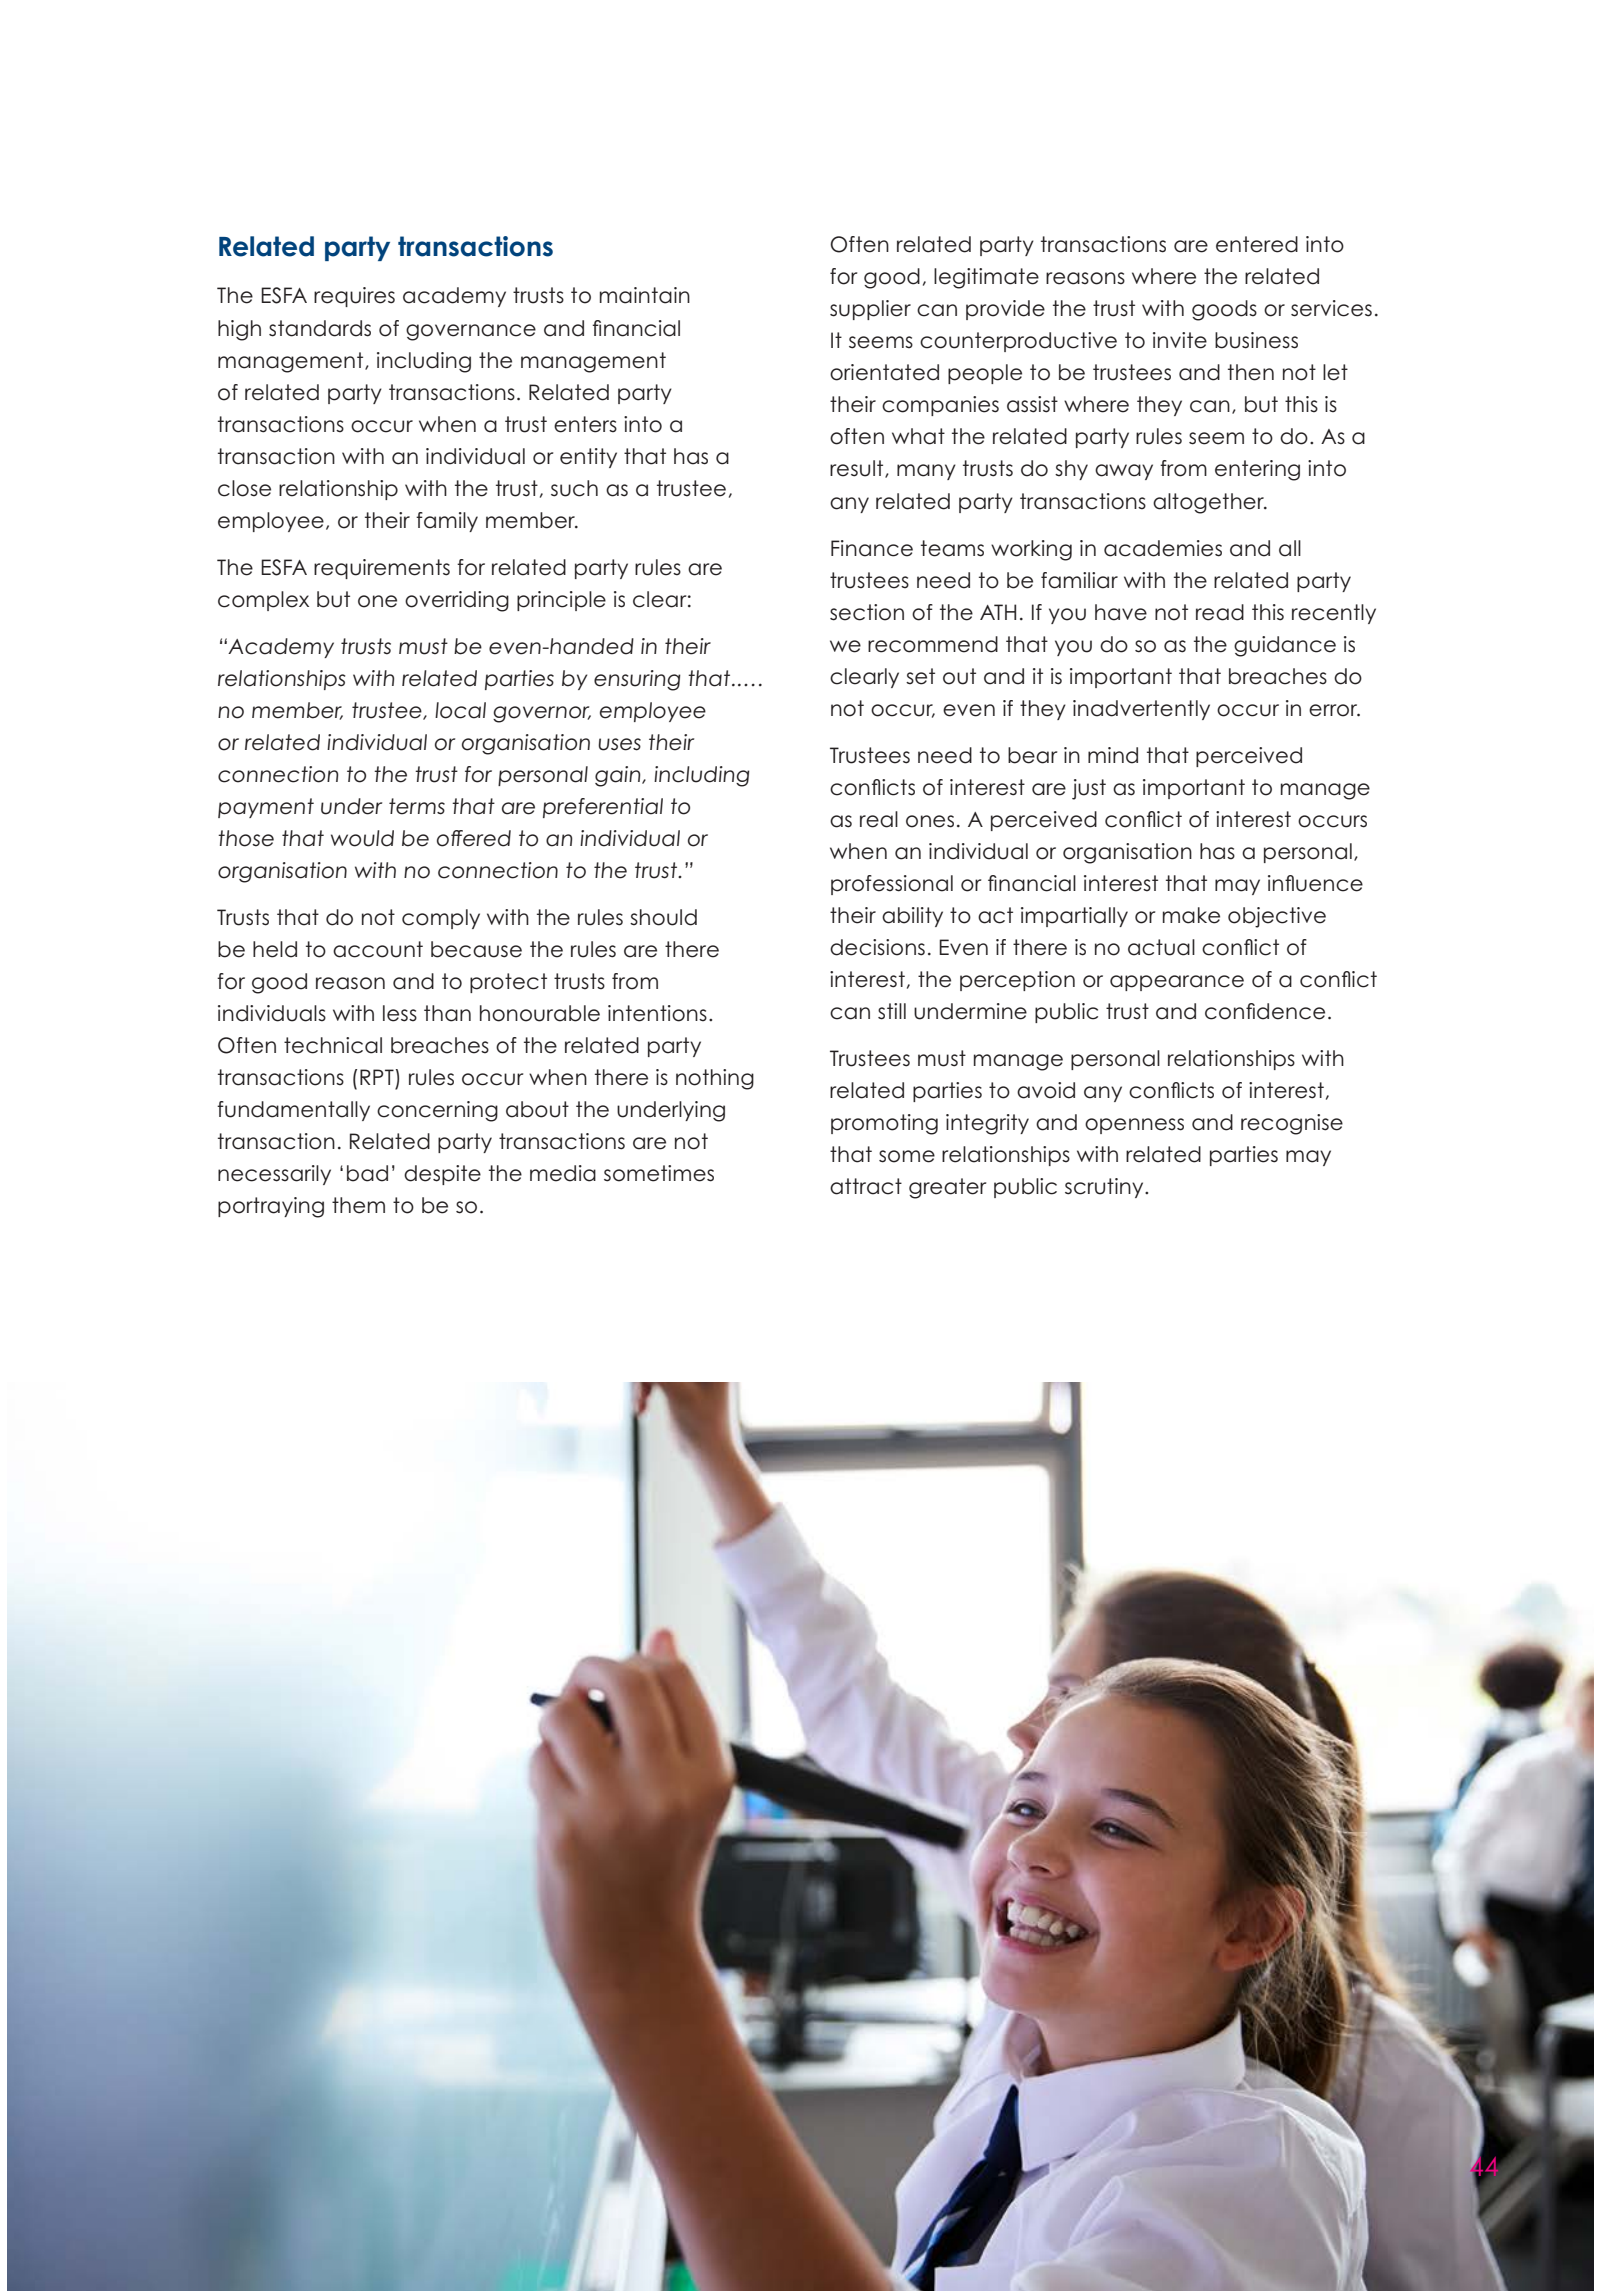 Related party transactions
The ESFA requires academy trusts to maintain
high standards of governance and financial
management, including the management
of related party transactions. Related party
transactions occur when a trust enters into a
transaction with an individual or entity that has a
close relationship with the trust, such as a trustee,
employee, or their family member.
The ESFA requirements for related party rules are
complex but one overriding principle is clear:
“Academy trusts must be even-handed in their
relationships with related parties by ensuring that.....
no member, trustee, local governor, employee
or related individual or organisation uses their
connection to the trust for personal gain, including
payment under terms that are preferential to
those that would be offered to an individual or
organisation with no connection to the trust.”
Trusts that do not comply with the rules should
be held to account because the rules are there
for good reason and to protect trusts from
individuals with less than honourable intentions.
Often technical breaches of the related party
transactions (RPT) rules occur when there is nothing
fundamentally concerning about the underlying
transaction. Related party transactions are not
necessarily ‘bad’ despite the media sometimes
portraying them to be so.
Often related party transactions are entered into
for good, legitimate reasons where the related
supplier can provide the trust with goods or services.
It seems counterproductive to invite business
orientated people to be trustees and then not let
their companies assist where they can, but this is
often what the related party rules seem to do. As a
result, many trusts do shy away from entering into
any related party transactions altogether.
Finance teams working in academies and all
trustees need to be familiar with the related party
section of the ATH. If you have not read this recently
we recommend that you do so as the guidance is
clearly set out and it is important that breaches do
not occur, even if they inadvertently occur in error.
Trustees need to bear in mind that perceived
conflicts of interest are just as important to manage
as real ones. A perceived conflict of interest occurs
when an individual or organisation has a personal,
professional or financial interest that may influence
their ability to act impartially or make objective
decisions. Even if there is no actual conflict of
interest, the perception or appearance of a conflict
can still undermine public trust and confidence.
Trustees must manage personal relationships with
related parties to avoid any conflicts of interest,
promoting integrity and openness and recognise
that some relationships with related parties may
attract greater public scrutiny.
44